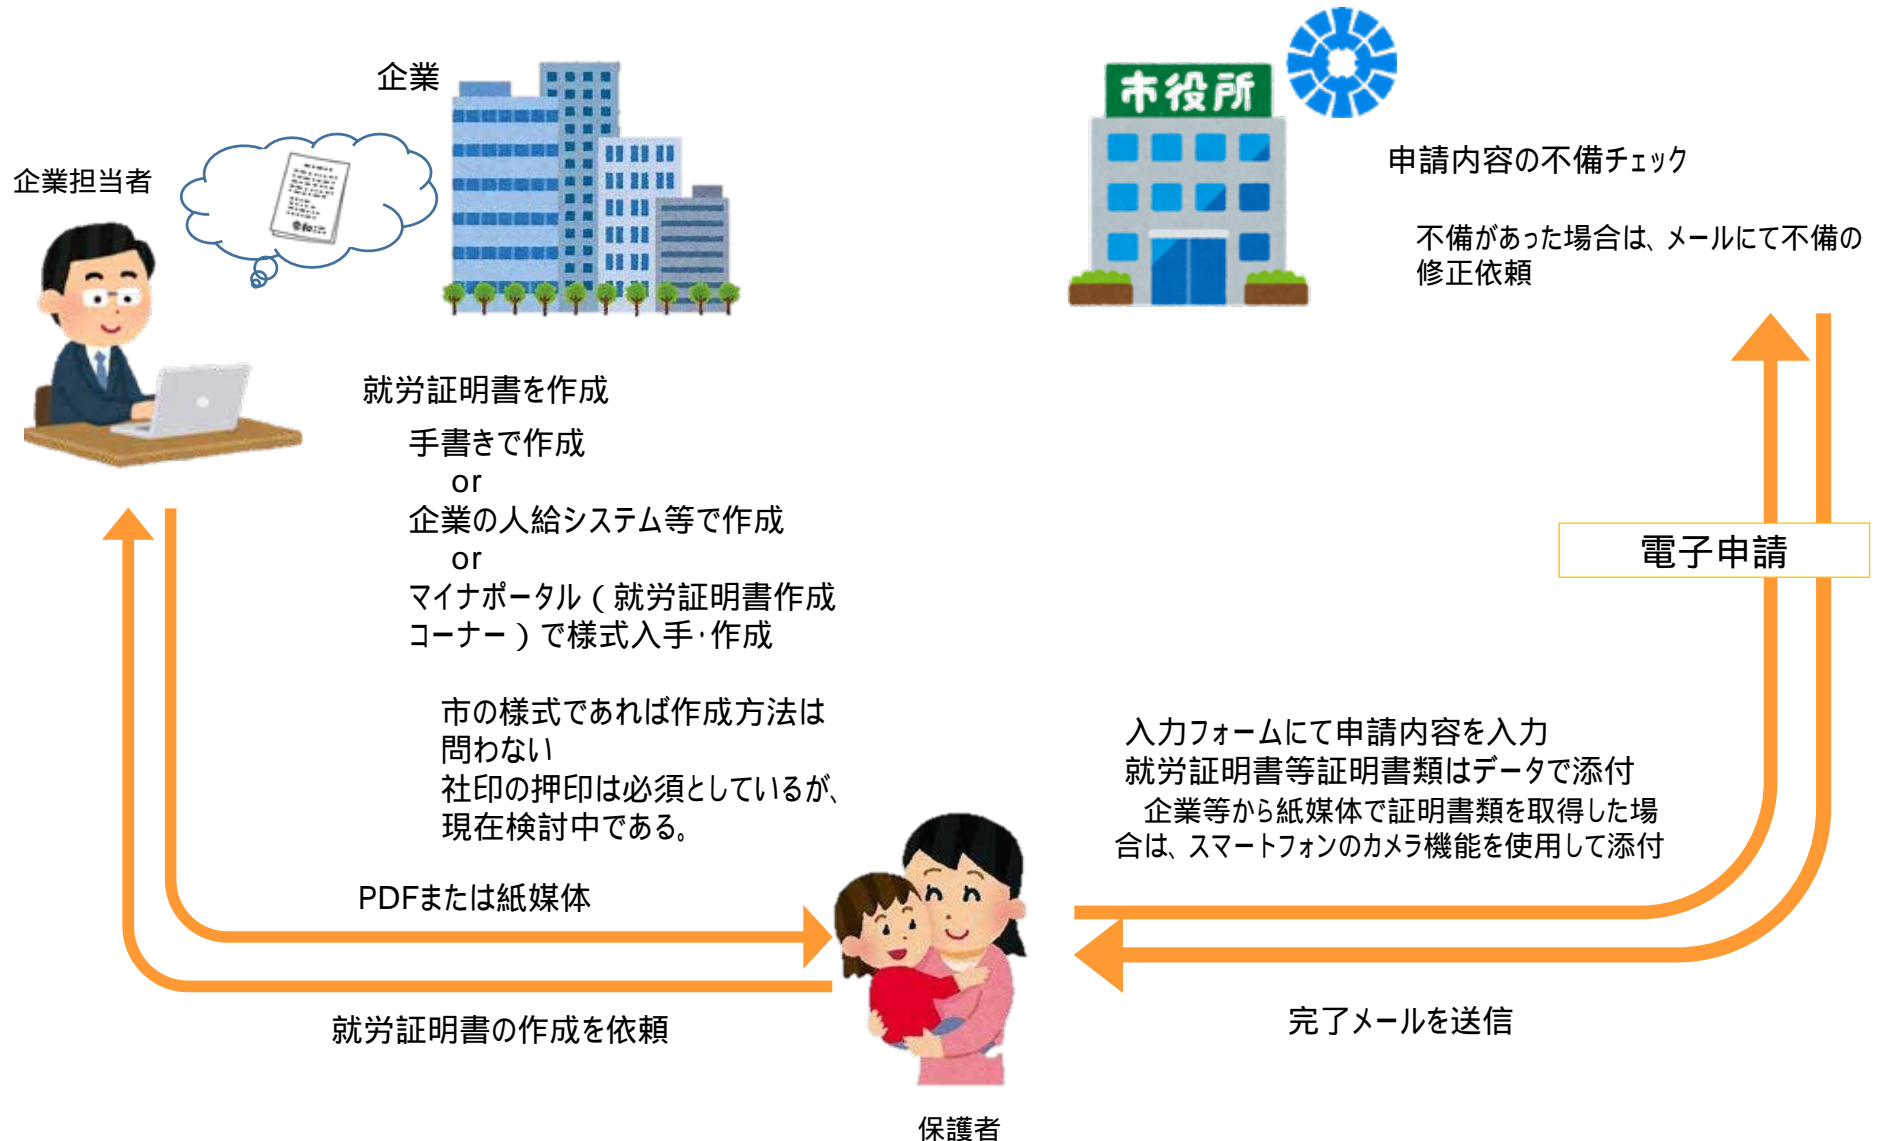 企業
企業担当者
就労証明書を作成
手書きで作成
or
企業の人給システム等で作成
or
マイナポータル（就労証明書作成
コーナー）で様式入手・作成
市の様式であれば作成方法は
問わない
社印の押印は必須としているが、
現在検討中である。
PDFまたは紙媒体
就労証明書の作成を依頼
保護者
市役所
申請内容の不備チェック
不備があった場合は、メールにて不備の
修正依頼
電子申請
入力フォームにて申請内容を入力
就労証明書等証明書類はデータで添付
企業等から紙媒体で証明書類を取得した場
合は、スマートフォンのカメラ機能を使用して添付
完了メールを送信